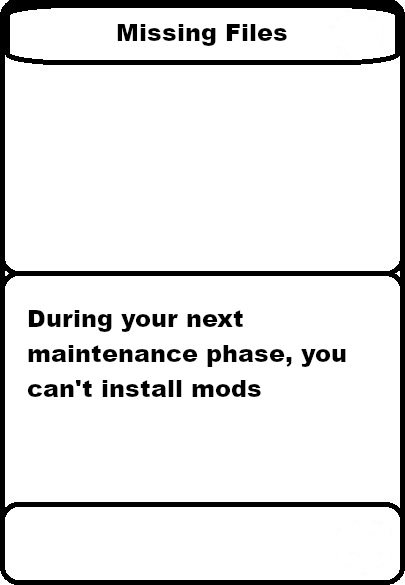 Missing Files
During your next
maintenance phase, you
can't install mods